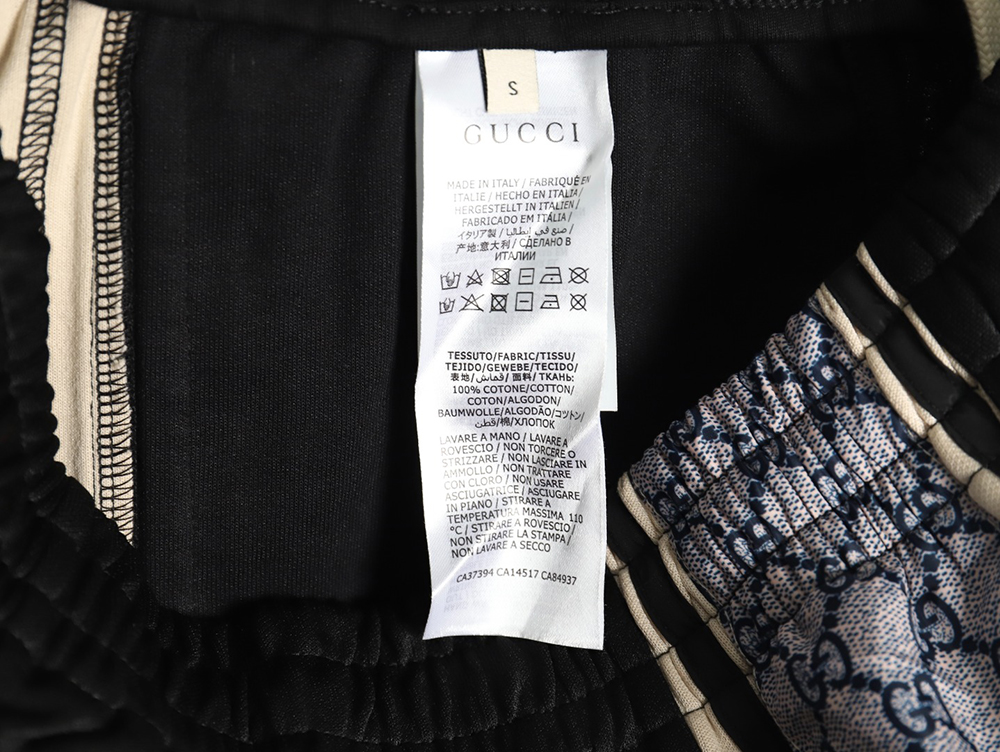 S
GUCCI
MADE IN ITALY / FABRIQUÉ EN
ITALIE / HECHO EN ITALIA /
HERGESTELLT IN ITALIEN /
FABRICADO EM ITÁLIA /
イタリア製 / صنع في إيطاليا /
产地:意大利 / СДЕЛАНО В
ИТАЛИИ
TESSUTO/FABRIC/TISSU/
TEJIDO/GEWEBE/TECIDO/
表地/قماش/ 面料/ ТКАНЬ:
100% COTONE/COTTON/
COTON/ALGODON/
BAUMWOLLE/ALGODÃO/コットン/
قطن/棉/ХЛОПОК
LAVARE A MANO / LAVARE A
ROVESCIO / NON TORCERE O
STRIZZARE / NON LASCIARE IN
AMMOLLO / NON TRATTARE
CON CLORO / NON USARE
ASCIUGATRICE / ASCIUGARE
IN PIANO / STIRARE A
TEMPERATURA MASSIMA 110
°C / STIRARE A ROVESCIO /
NON STIRARE LA STAMPA /
NON LAVARE A SECCO
CA37394 CA14517 CA84937